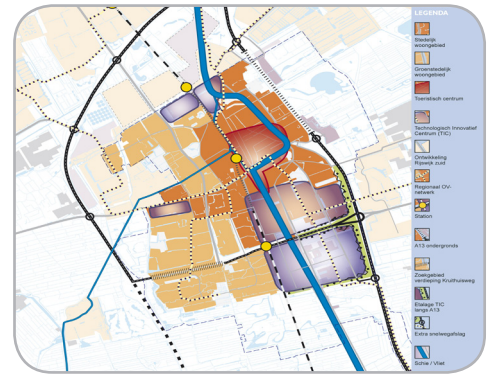 LEGENDA
Stedelijk
woongebied
Groenstedelijk
woongebied
Toeristisch centrum
Technologisch Innovatief
Centrum (TIC)
Ontwikkeling
Rijswijk zuid
Regionaal OV-
netwerk
Station
A13 ondergronds
Zoekgebied
verdieping Kruithuisweg
Etalage TIC
langs A13
Extra snelwegafslag
Schie / Vliet